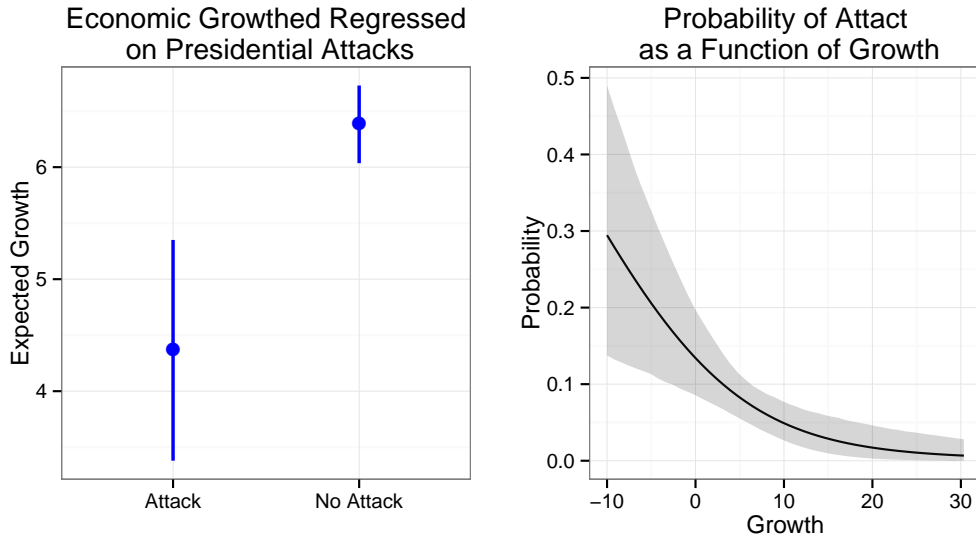 Economic Growthed Regressed
on Presidential Attacks
Expected Growth
6
5
4
Attack
No Attack
Probability of Attact
as a Function of Growth
Probability
0.5
0.4
0.3
0.2
0.1
0.0
−10
0
10
20
30
Growth